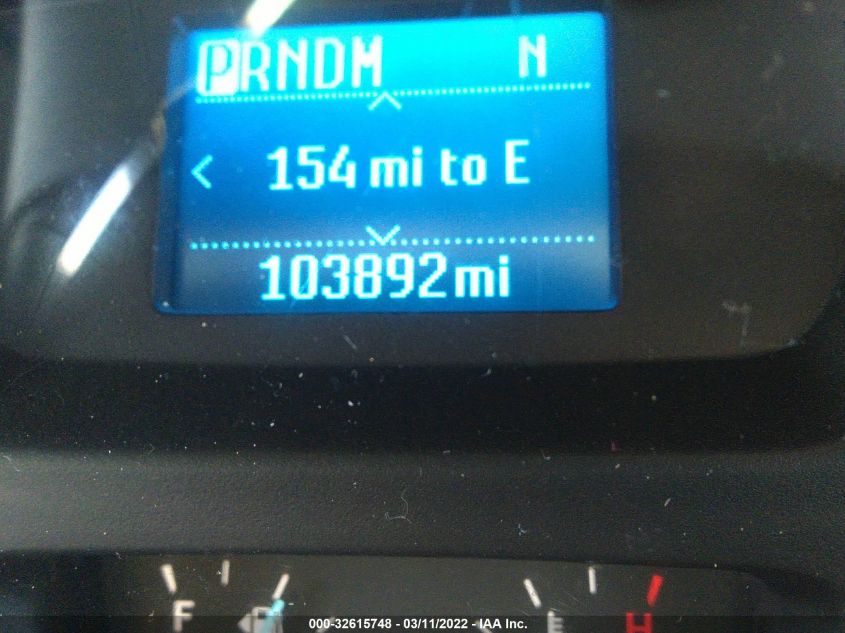 PRNDM N
< 154 mi to E
103892mi
F E H
000-32615748 - 03/11/2022 - IAA Inc.